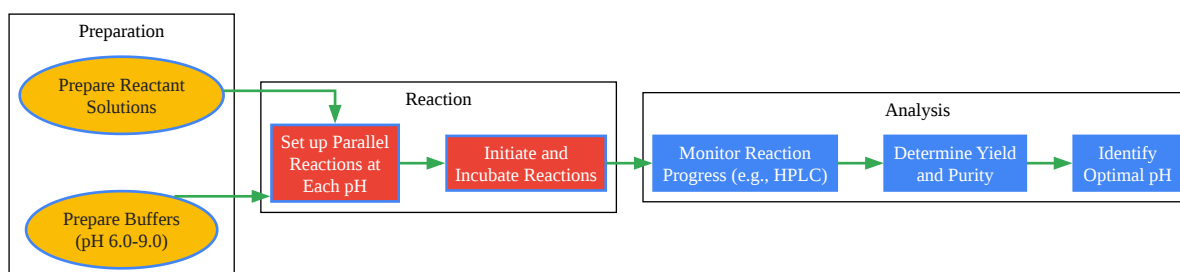 Preparation
Prepare Reactant
Solutions
Prepare Buffers
(pH 6.0-9.0)
Reaction
Set up Parallel
Reactions at
Each pH
Initiate and
Incubate Reactions
Analysis
Monitor Reaction
Progress (e.g., HPLC)
Determine Yield
and Purity
Identify
Optimal pH